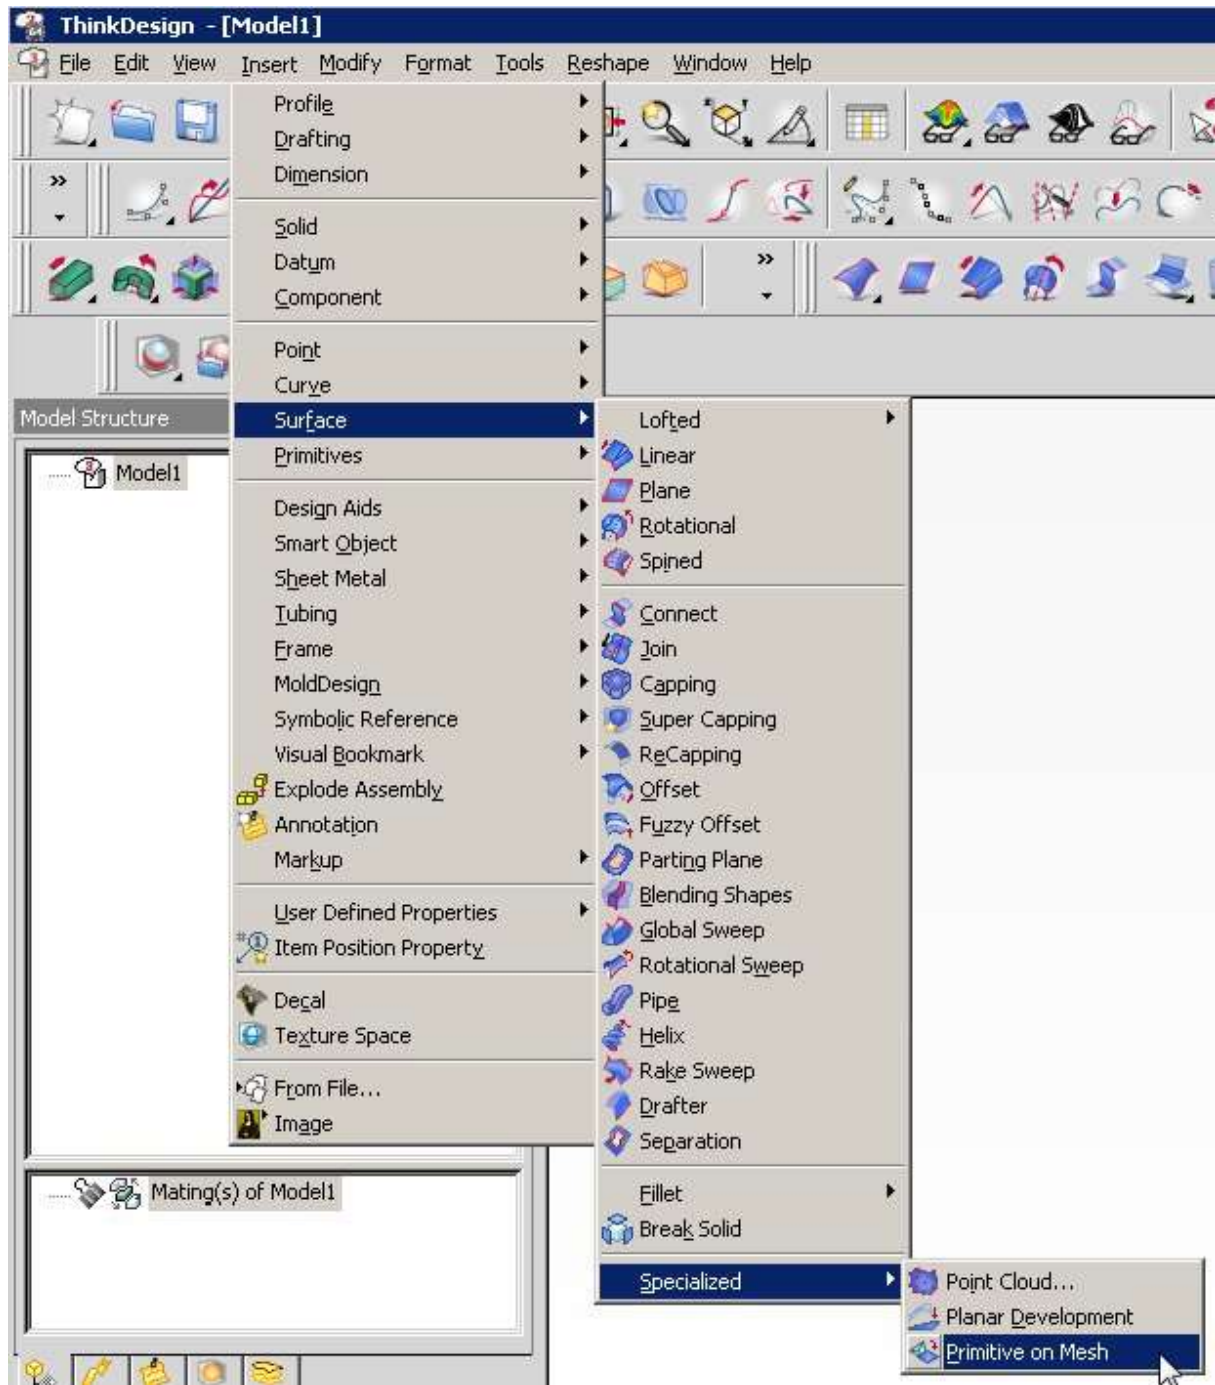 ThinkDesign - [Model1]
File Edit View Insert Modify Format Tools Reshape Window Help
Profile
Drafting
Dimension
Solid
Datum
Component
Point
Curve
Surface
Primitives
Design Aids
Smart Object
Sheet Metal
Tubing
Frame
MoldDesign
Symbolic Reference
Visual Bookmark
Explode Assembly
Annotation
Markup
User Defined Properties
Item Position Property
Decal
Texture Space
From File...
Image
Model Structure
Model1
Mating(s) of Model1
Lofted
Linear
Plane
Rotational
Spined
Connect
Join
Capping
Super Capping
ReCapping
Offset
Fuzzy Offset
Parting Plane
Blending Shapes
Global Sweep
Rotational Sweep
Pipe
Helix
Rake Sweep
Drafter
Separation
Fillet
Break Solid
Specialized
Point Cloud...
Planar Development
Primitive on Mesh